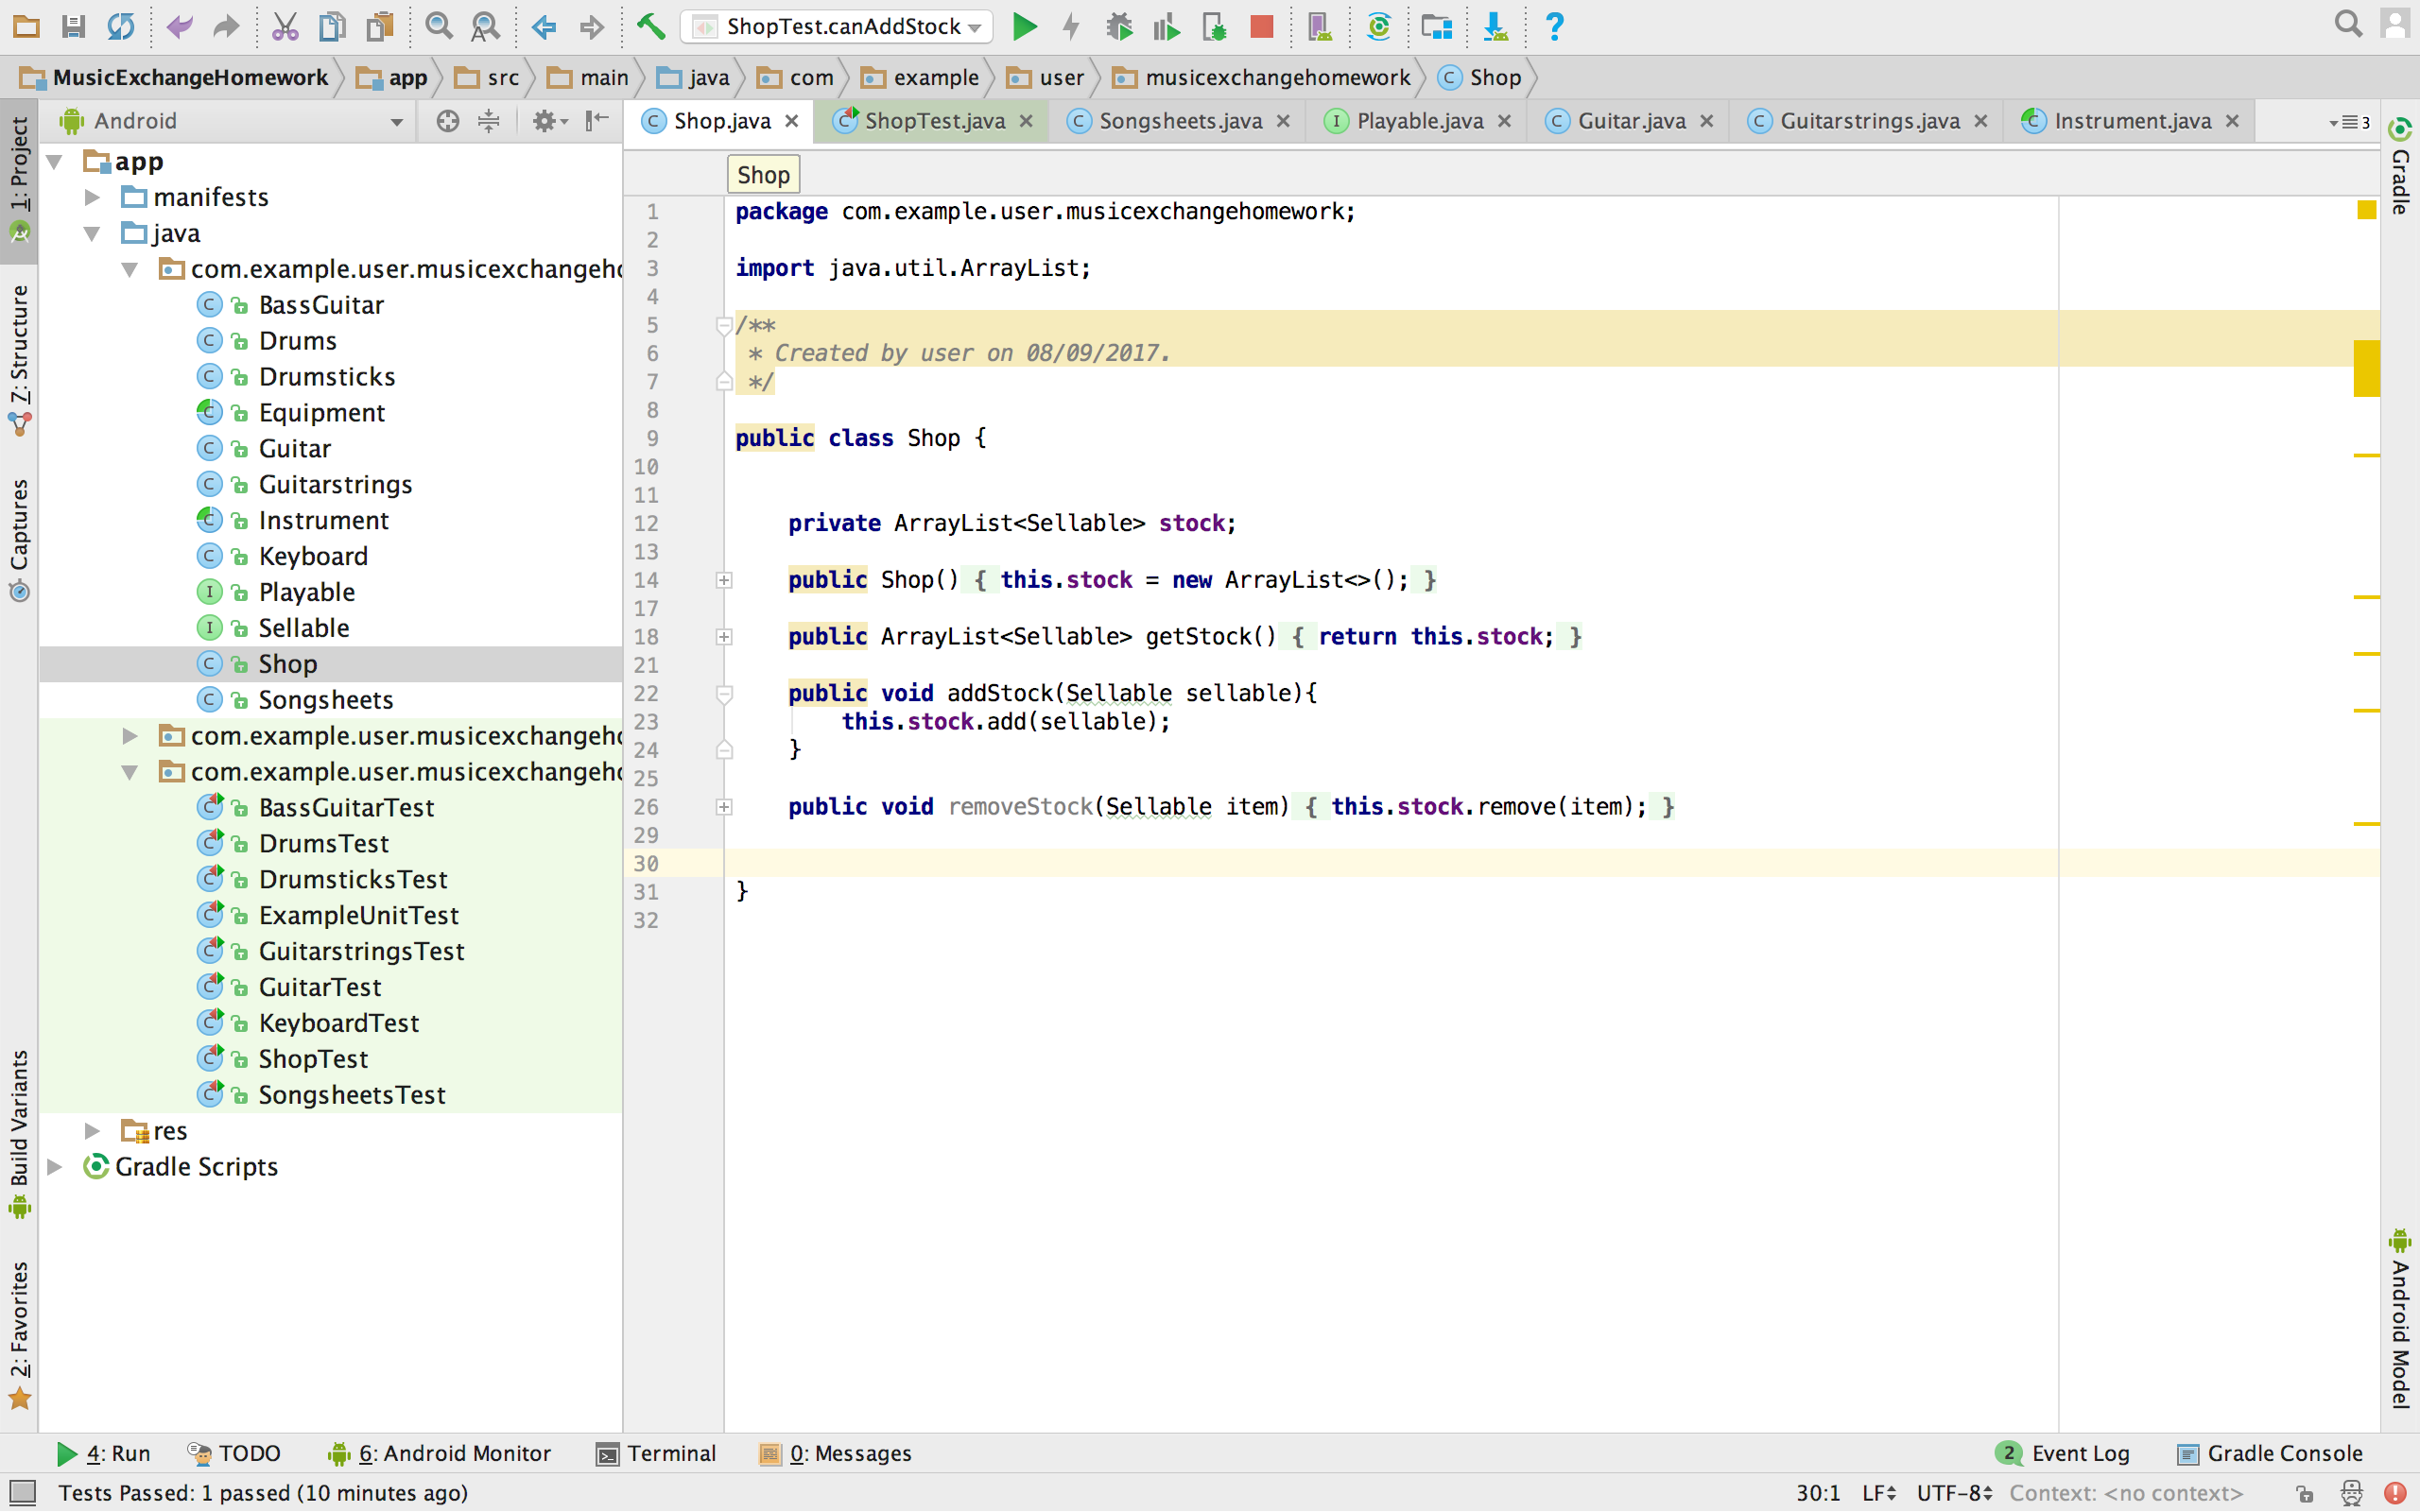 ShopTest.canAddStock
MusicExchangeHomework app src main java com example user musicexchangehomework Shop
Android
Shop.java ShopTest.java Songsheets.java Playable.java Guitar.java Guitarstrings.java Instrument.java 3
1: Project
7: Structure
Captures
Build Variants
2: Favorites
app
manifests
java
com.example.user.musicexchangeho
BassGuitar
Drums
Drumsticks
Equipment
Guitar
Guitarstrings
Instrument
Keyboard
Playable
Sellable
Shop
Songsheets
com.example.user.musicexchangeho
com.example.user.musicexchangeho
BassGuitarTest
DrumsTest
DrumsticksTest
ExampleUnitTest
GuitarstringsTest
GuitarTest
KeyboardTest
ShopTest
SongsheetsTest
res
Gradle Scripts
Shop
1 package com.example.user.musicexchangehomework;
2
3 import java.util.ArrayList;
4
5 /**
6 * Created by user on 08/09/2017.
7 */
8
9 public class Shop {
10
11
12 private ArrayList<Sellable> stock;
13
14 public Shop() { this.stock = new ArrayList<>(); }
17
18 public ArrayList<Sellable> getStock() { return this.stock; }
21
22 public void addStock(Sellable sellable){
23 this.stock.add(sellable);
24 }
25
26 public void removeStock(Sellable item) { this.stock.remove(item); }
29
30
31 }
32
Gradle
Android Model
4: Run TODO 6: Android Monitor Terminal 0: Messages 2 Event Log Gradle Console
Tests Passed: 1 passed (10 minutes ago) 30:1 LF UTF-8 Context: <no context>